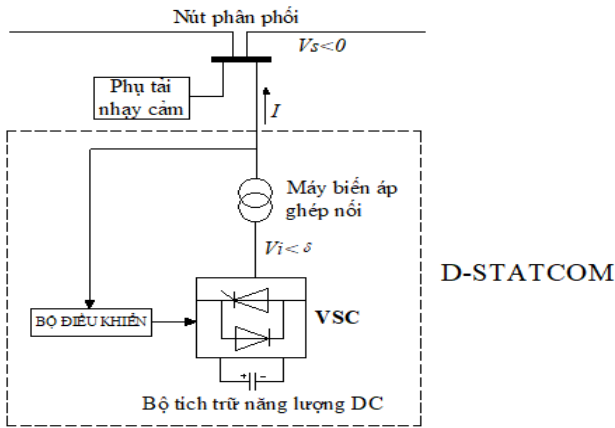 Nút phân phối
Vs<0
Phụ tải
nhạy cảm
I
Máy biến áp
ghép nối
Vi<δ
D-STATCOM
VSC
BỘ ĐIỀU KHIỂN
+ −
Bộ tich trữ năng lượng DC